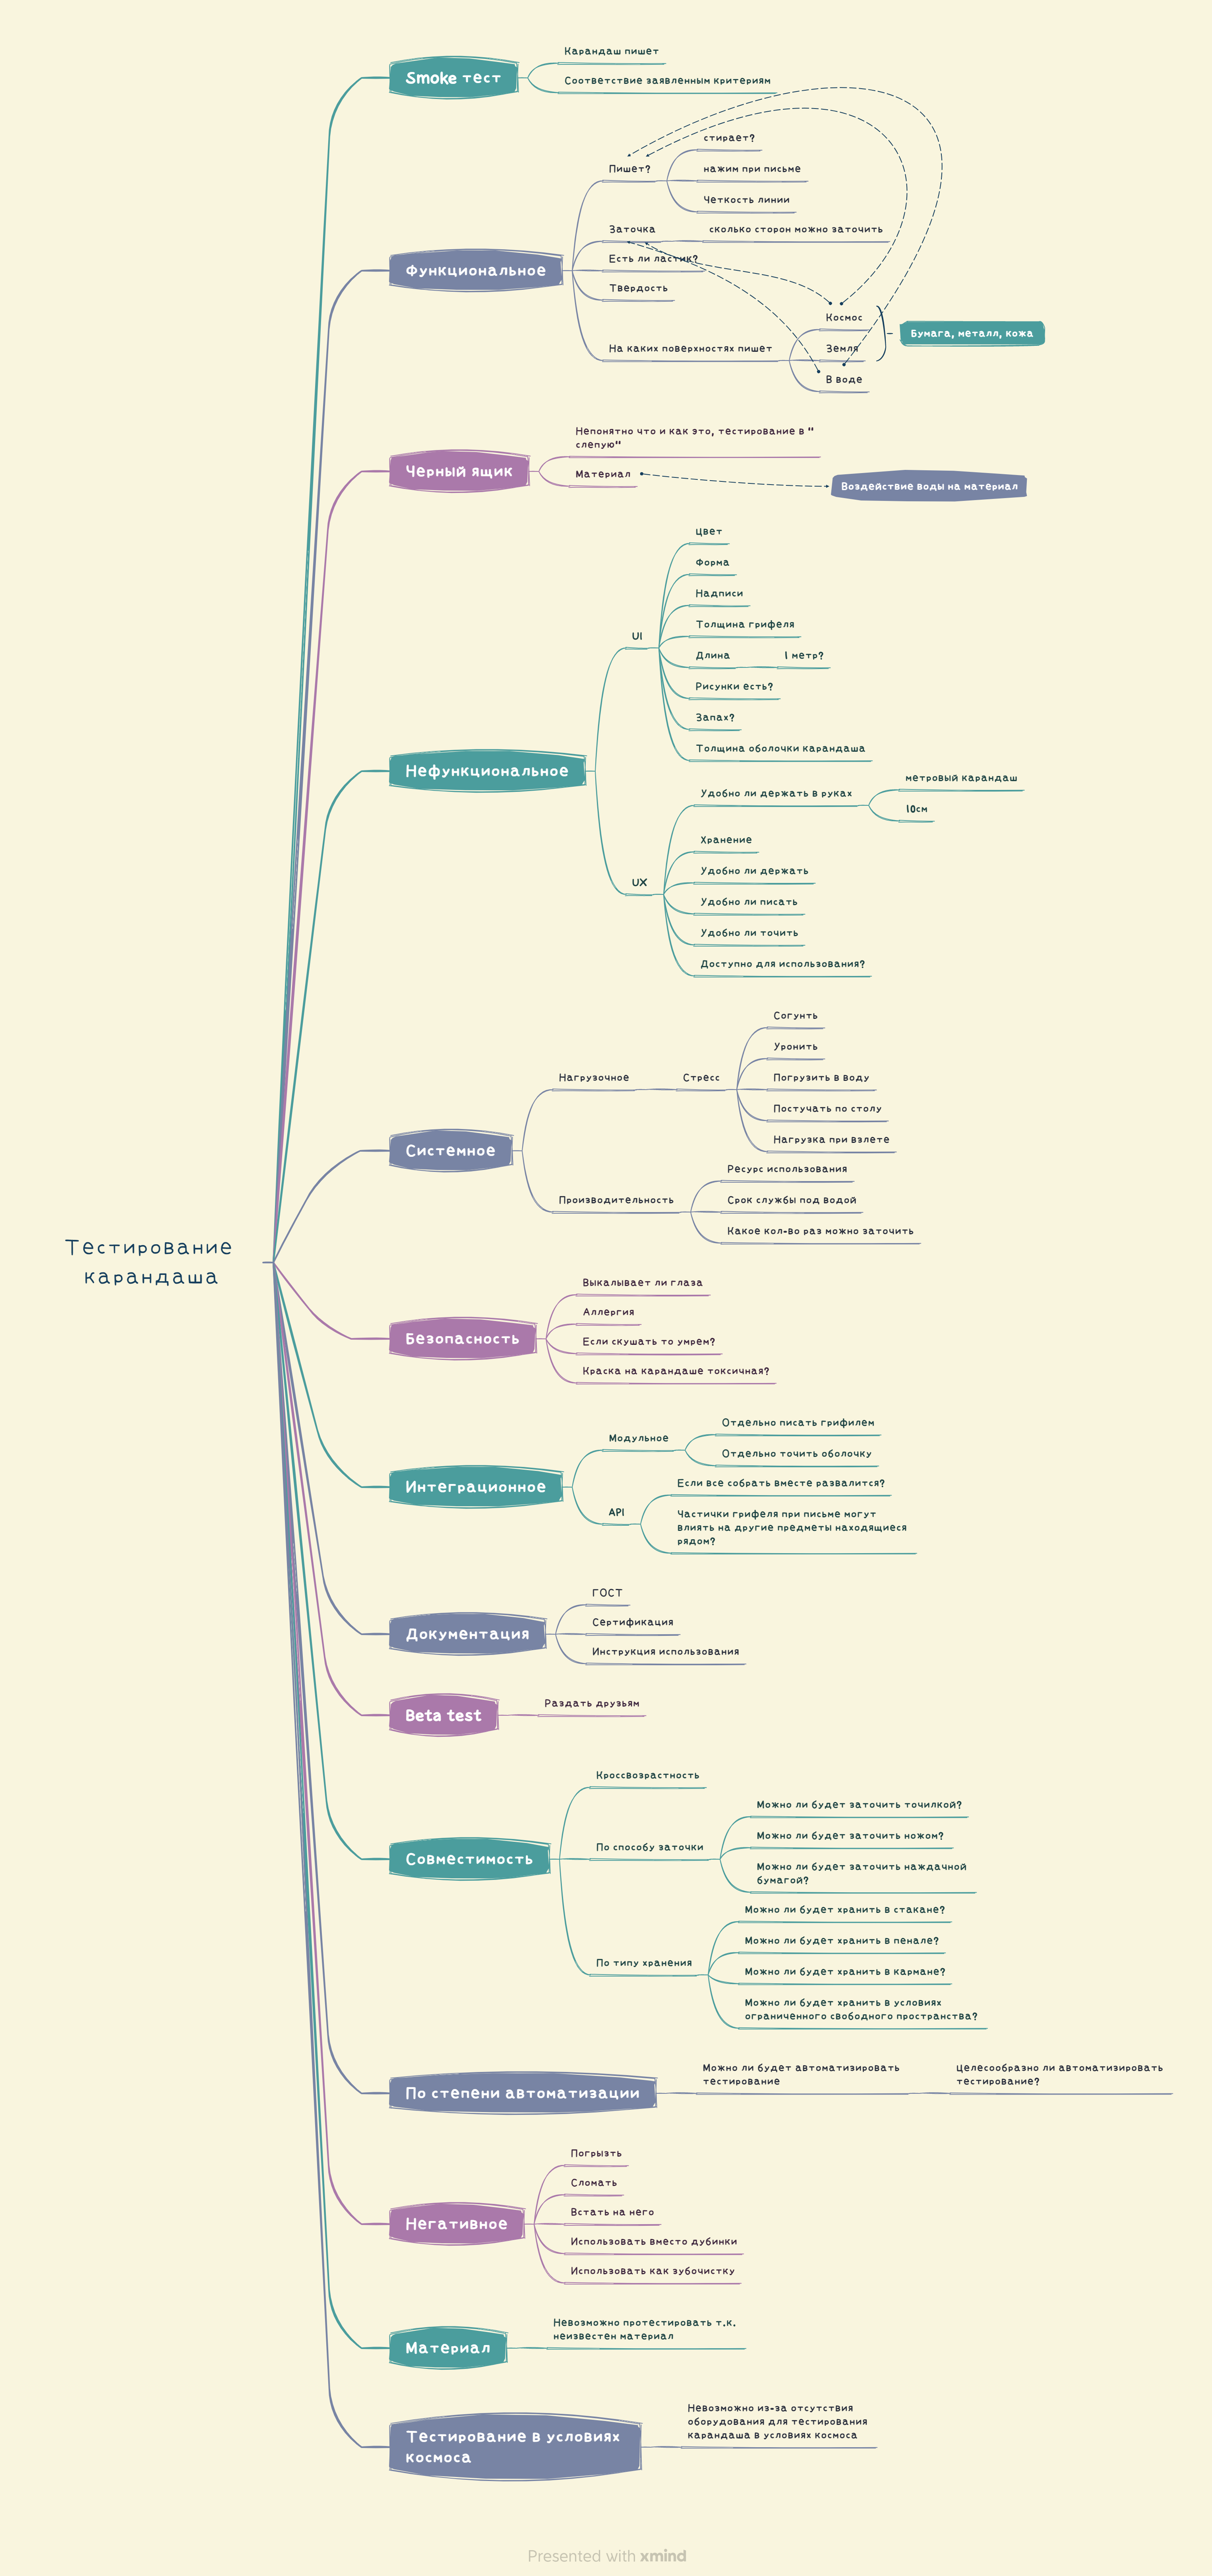 Smoke тест
Карандаш пишет
Соответствие заявленным критериям
Функциональное
Пишет?
стирает?
нажим при письме
Четкость линии
Заточка
сколько сторон можно заточить
Есть ли ластик?
Твердость
На каких поверхностях пишет
Космос
Земля
В воде
Бумага, металл, кожа
Черный ящик
Непонятно что и как это, тестирование в "
слепую"
Материал
Воздействие воды на материал
Нефункциональное
UI
Цвет
Форма
Надписи
Толщина грифеля
Длина
1 метр?
Рисунки есть?
Запах?
Толщина оболочки карандаша
UX
Удобно ли держать в руках
метровый карандаш
10см
Хранение
Удобно ли держать
Удобно ли писать
Удобно ли точить
Доступно для использования?
Системное
Нагрузочное
Стресс
Согунть
Уронить
Погрузить в воду
Постучать по столу
Нагрузка при взлете
Производительность
Ресурс использования
Срок службы под водой
Какое кол-во раз можно заточить
Тестирование
карандаша
Безопасность
Выкалывает ли глаза
Аллергия
Если скушать то умрем?
Краска на карандаше токсичная?
Интеграционное
Модульное
Отдельно писать грифилем
Отдельно точить оболочку
API
Если все собрать вместе развалится?
Частички грифеля при письме могут
влиять на другие предметы находящиеся
рядом?
Документация
ГОСТ
Сертификация
Инструкция использования
Beta test
Раздать друзьям
Совместимость
Кроссвозрастность
По способу заточки
Можно ли будет заточить точилкой?
Можно ли будет заточить ножом?
Можно ли будет заточить наждачной
бумагой?
По типу хранения
Можно ли будет хранить в стакане?
Можно ли будет хранить в пенале?
Можно ли будет хранить в кармане?
Можно ли будет хранить в условиях
ограниченного свободного пространства?
По степени автоматизации
Можно ли будет автоматизировать
тестирование
Целесообразно ли автоматизировать
тестирование?
Негативное
Погрызть
Сломать
Встать на него
Использовать вместо дубинки
Использовать как зубочистку
Материал
Невозможно протестировать т.к.
неизвестен материал
Тестирование в условиях
космоса
Невозможно из-за отсутствия
оборудования для тестирования
карандаша в условиях космоса
Presented with xmind